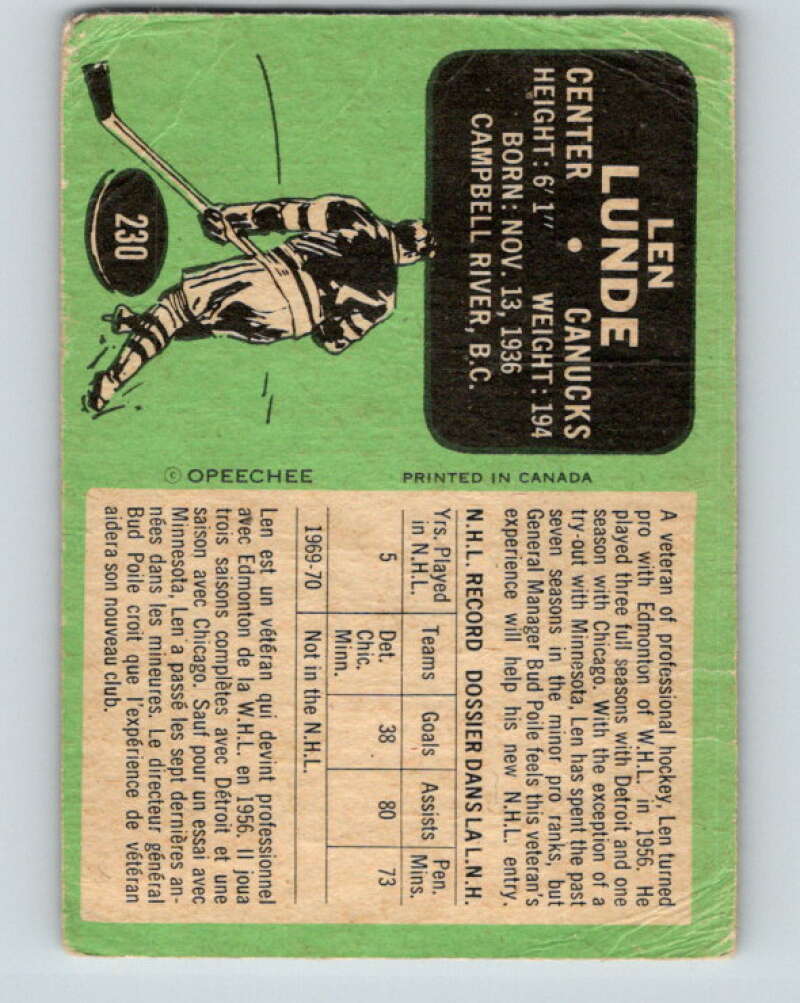 LEN
LUNDE
CENTER • CANUCKS
HEIGHT: 6'1" WEIGHT: 194
BORN: NOV. 13, 1936
CAMPBELL RIVER, B.C.
230
© OPEECHEE PRINTED IN CANADA
A veteran of professional hockey, Len turned
pro with Edmonton of W.H.L. in 1956. He
played three full seasons with Detroit and one
season with Chicago. With the exception of a
try-out with Minnesota, Len has spent the past
seven seasons in the minor pro ranks, but
General Manager Bud Poile feels this veteran's
experience will help his new N.H.L. entry.
N.H.L. RECORD DOSSIER DANS LA L.N.H.
Yrs. Played Teams Goals Assists Pen.
in N.H.L. Mins.
5 Det. 38 80 73
Chic.
Minn.
1969-70 Not in the N.H.L.
Len est un vétéran qui devint professionnel
avec Edmonton de la W.H.L. en 1956. Il joua
trois saisons complètes avec Détroit et une
saison avec Chicago. Sauf pour un essai avec
Minnesota, Len a passé les sept dernières an-
nées dans les mineures. Le directeur général
Bud Poile croit que l'expérience de vétéran
aidera son nouveau club.